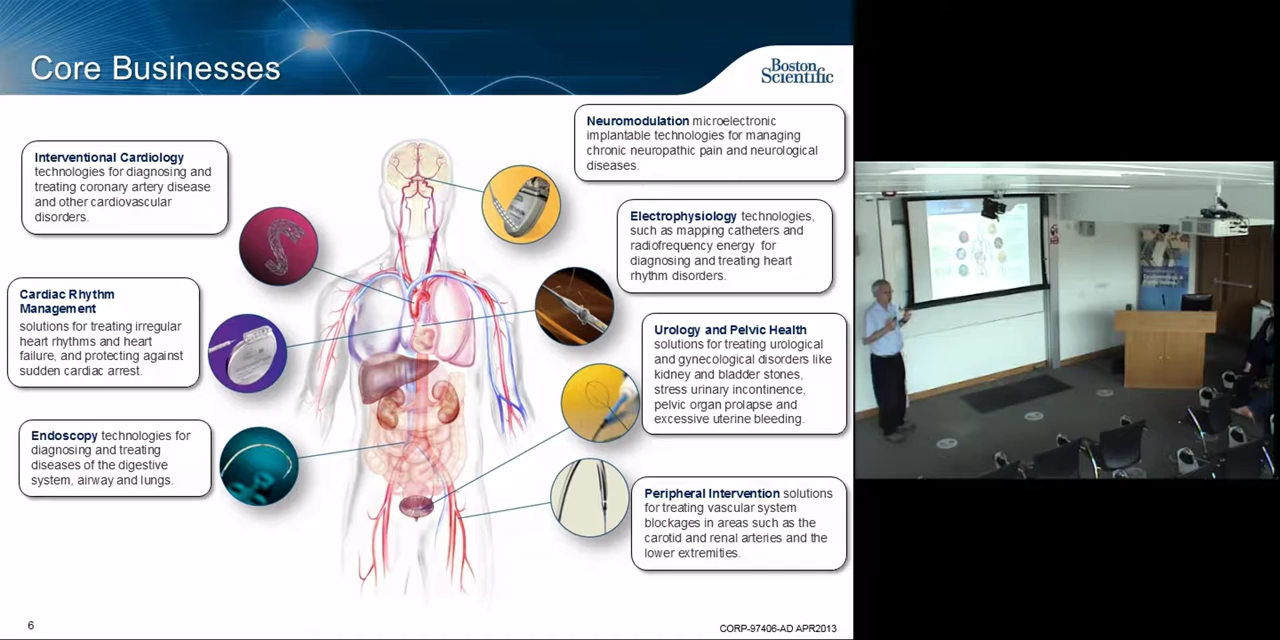 Core Businesses
Boston
Scientific
Interventional Cardiology
technologies for diagnosing and
treating coronary artery disease
and other cardiovascular
disorders.
Cardiac Rhythm
Management
solutions for treating irregular
heart rhythms and heart
failure, and protecting against
sudden cardiac arrest.
Endoscopy technologies for
diagnosing and treating
diseases of the digestive
system, airway and lungs.
Neuromodulation microelectronic
implantable technologies for managing
chronic neuropathic pain and neurological
diseases.
Electrophysiology technologies,
such as mapping catheters and
radiofrequency energy for
diagnosing and treating heart
rhythm disorders.
Urology and Pelvic Health
solutions for treating urological
and gynecological disorders like
kidney and bladder stones,
stress urinary incontinence,
pelvic organ prolapse and
excessive uterine bleeding.
Peripheral Intervention solutions
for treating vascular system
blockages in areas such as the
carotid and renal arteries and the
lower extremities.
6
CORP-97406-AD APR2013